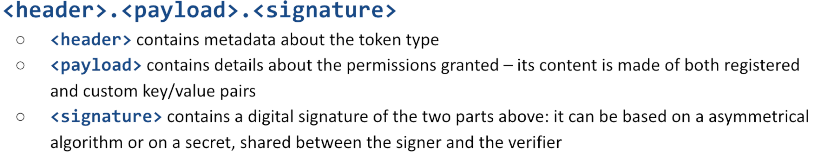 <header>.<payload>.<signature>
○ <header> contains metadata about the token type
○ <payload> contains details about the permissions granted – its content is made of both registered
and custom key/value pairs
○ <signature> contains a digital signature of the two parts above: it can be based on a asymmetrical
algorithm or on a secret, shared between the signer and the verifier